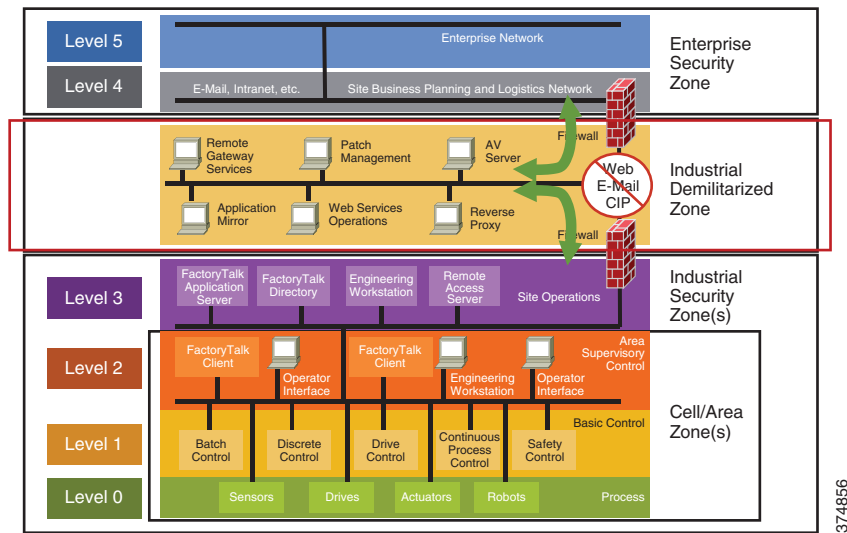 Level 5
Enterprise Network
Enterprise
Security
Zone
Level 4
E-Mail, Intranet, etc.
Site Business Planning and Logistics Network
Remote
Gateway
Services
Patch
Management
AV
Server
Firewall
Web
E-Mail
CIP
Industrial
Demilitarized
Zone
Application
Mirror
Web Services
Operations
Reverse
Proxy
Firewall
Level 3
FactoryTalk
Application
Server
FactoryTalk
Directory
Engineering
Workstation
Remote
Access
Server
Site Operations
Industrial
Security
Zone(s)
Level 2
FactoryTalk
Client
Operator
Interface
FactoryTalk
Client
Engineering
Workstation
Operator
Interface
Area
Supervisory
Control
Cell/Area
Zone(s)
Level 1
Basic Control
Batch
Control
Discrete
Control
Drive
Control
Continuous
Process
Control
Safety
Control
Level 0
Sensors
Drives
Actuators
Robots
Process
374856